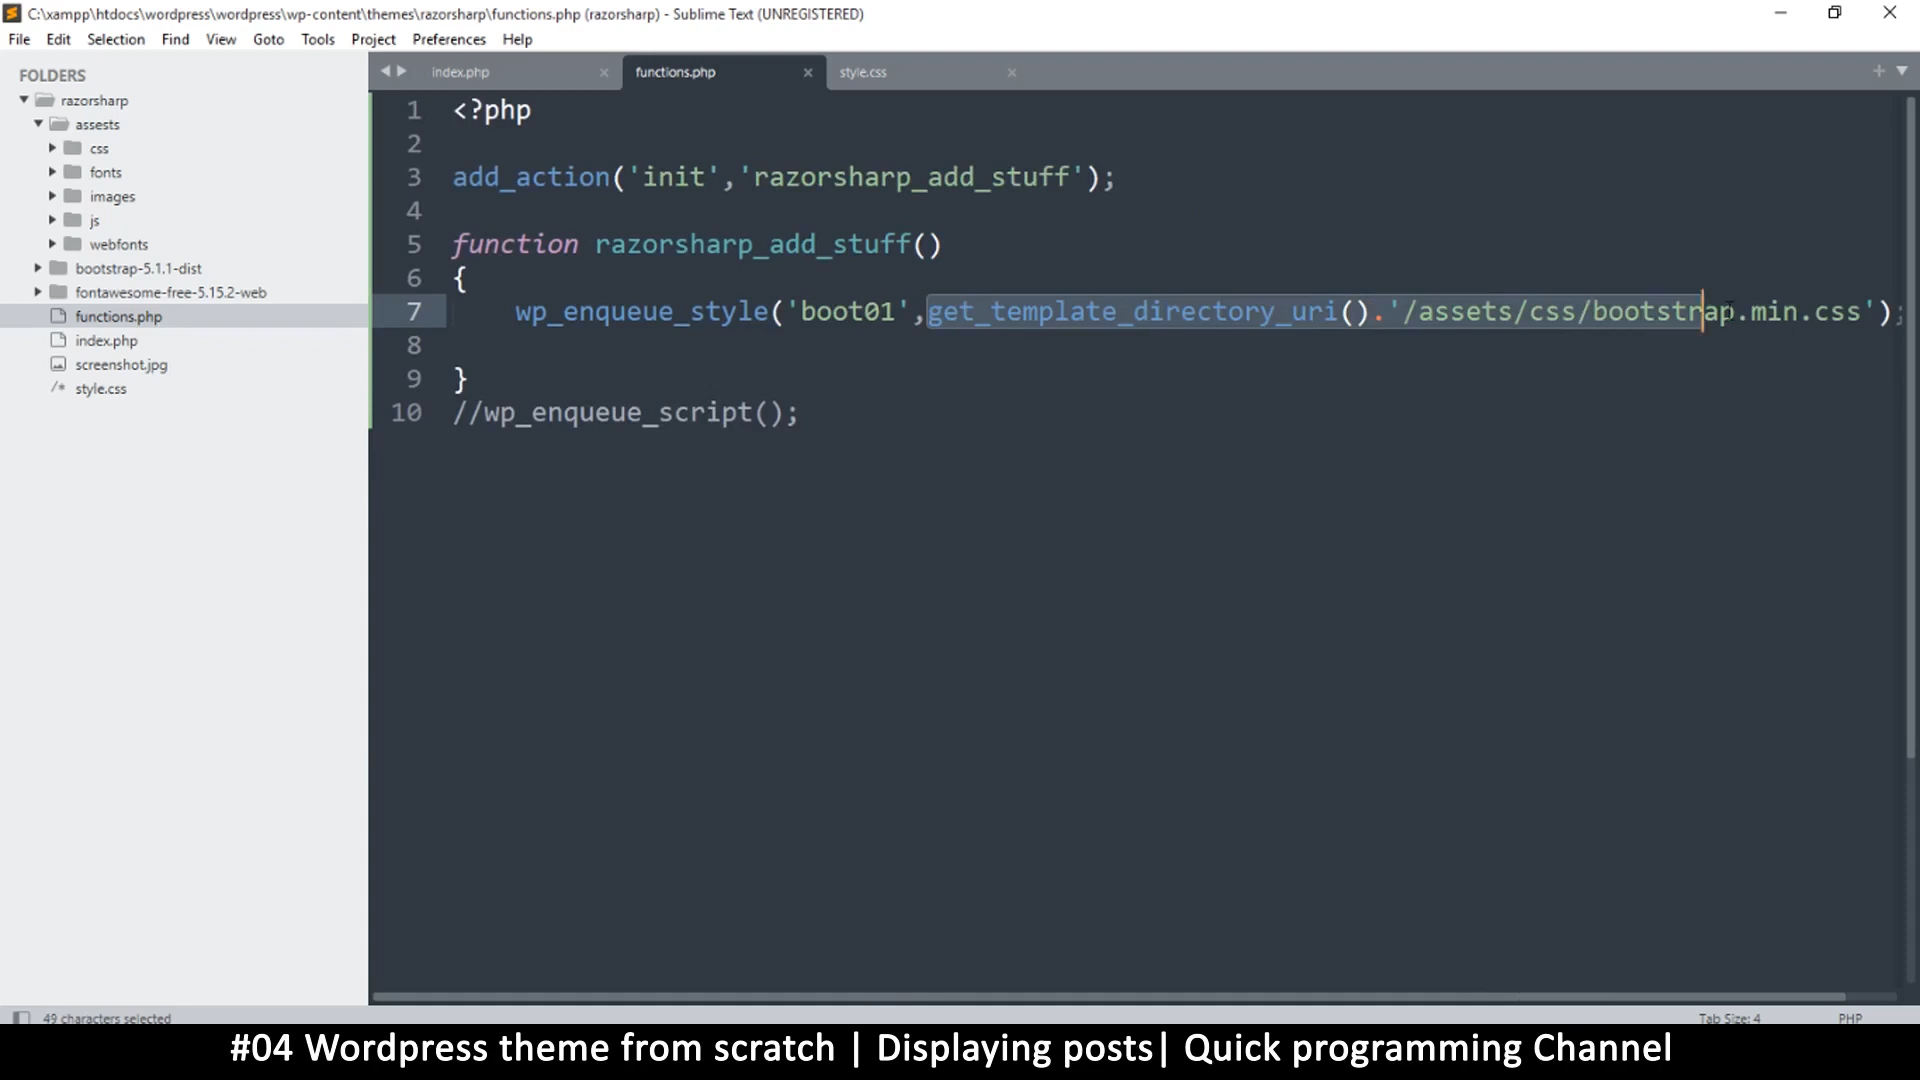 C:\xampp\htdocs\wordpress\wordpress\wp-content\themes\razorsharp\functions.php (razorsharp) - Sublime Text (UNREGISTERED)
File Edit Selection Find View Goto Tools Project Preferences Help
FOLDERS
razorsharp
assests
css
fonts
images
js
webfonts
bootstrap-5.1.1-dist
fontawesome-free-5.15.2-web
functions.php
index.php
screenshot.jpg
/* style.css
index.php functions.php style.css
1 <?php
2
3 add_action('init','razorsharp_add_stuff');
4
5 function razorsharp_add_stuff()
6 {
7 wp_enqueue_style('boot01',get_template_directory_uri().'/assets/css/bootstrap.min.css');
8
9 }
10 //wp_enqueue_script();
49 characters selected Tab Size: 4 PHP
#04 Wordpress theme from scratch | Displaying posts| Quick programming Channel